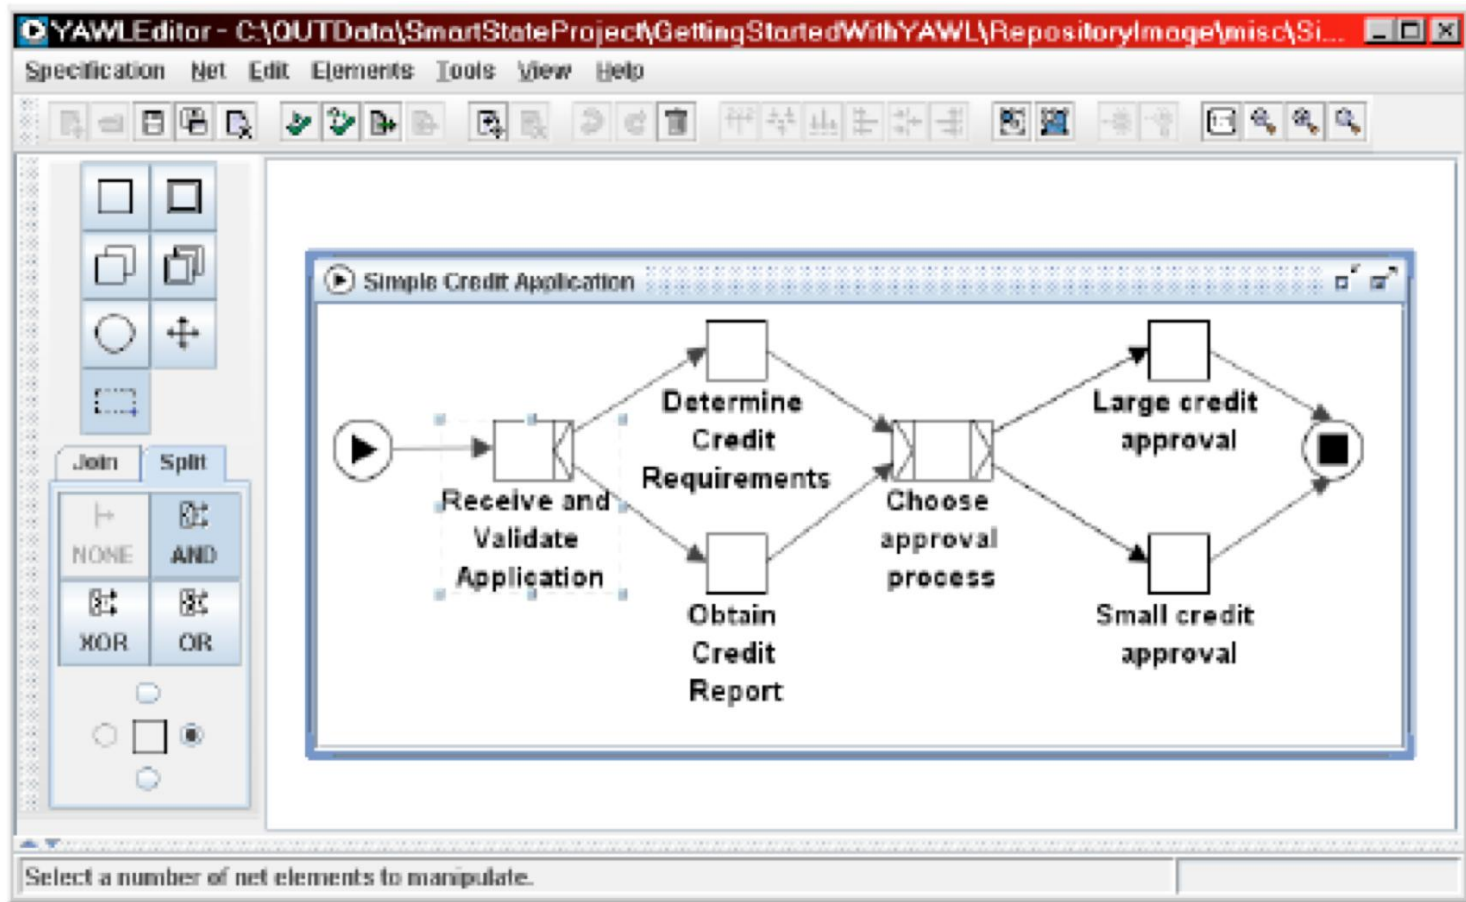 YAWLEditor - C:\QUTData\SmartStateProject\GettingStartedWithYAWL\RepositoryImage\misc\Si...
Specification Net Edit Elements Tools View Help
Simple Credit Application
Determine
Credit
Requirements
Large credit
approval
Join Split
Receive and
Validate
Application
Choose
approval
process
NONE AND
XOR OR
Obtain
Credit
Report
Small credit
approval
Select a number of net elements to manipulate.